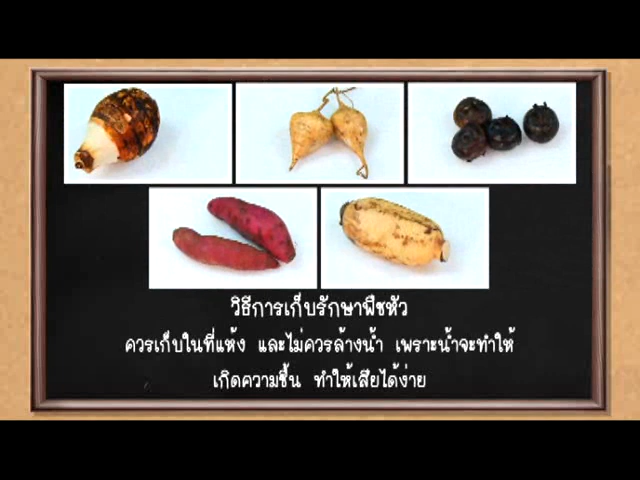 วิธีการเก็บรักษาพืชหัว
ควรเก็บในที่แห้ง และไม่ควรล้างน้ำ เพราะน้ำจะทำให้
เกิดความชื้น ทำให้เสียได้ง่าย